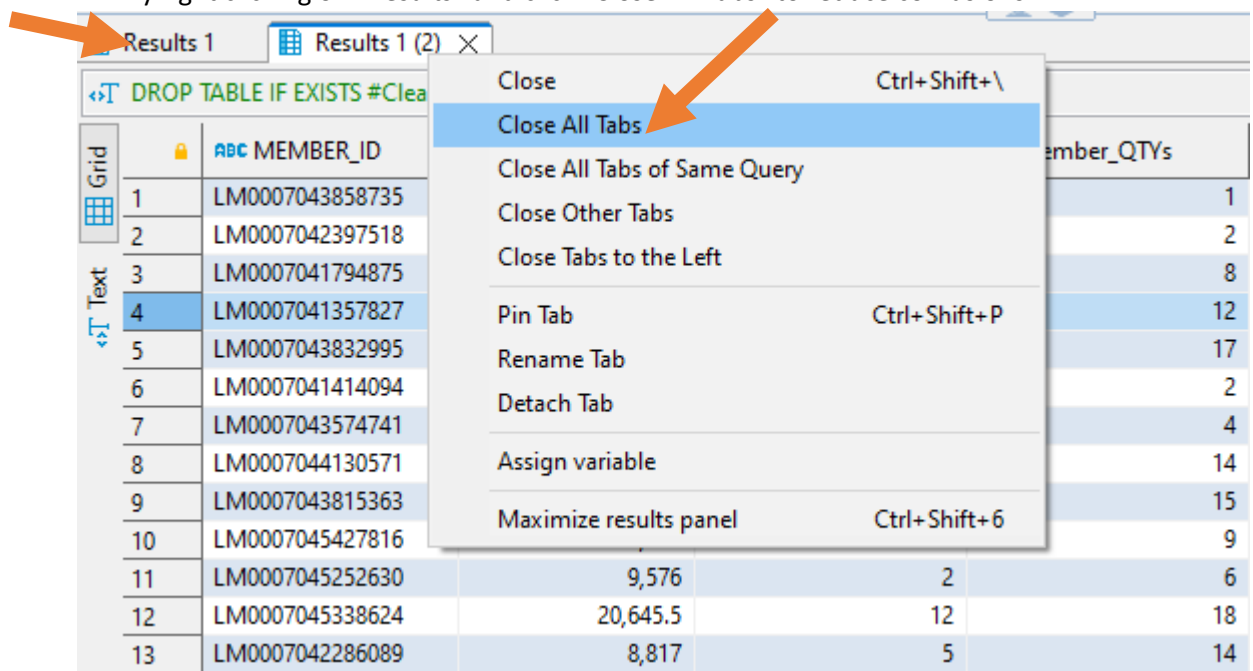 Results 1 Results 1 (2)
DROP TABLE IF EXISTS #Clea
Close Ctrl+Shift+\
Close All Tabs
Close All Tabs of Same Query
Close Other Tabs
Close Tabs to the Left
Pin Tab Ctrl+Shift+P
Rename Tab
Detach Tab
Assign variable
Maximize results panel Ctrl+Shift+6
Grid
Text
ABC MEMBER_ID ember_QTYs
1 LM0007043858735 1
2 LM0007042397518 2
3 LM0007041794875 8
4 LM0007041357827 12
5 LM0007043832995 17
6 LM0007041414094 2
7 LM0007043574741 4
8 LM0007044130571 14
9 LM0007043815363 15
10 LM0007045427816 9
11 LM0007045252630 9,576 2 6
12 LM0007045338624 20,645.5 12 18
13 LM0007042286089 8,817 5 14